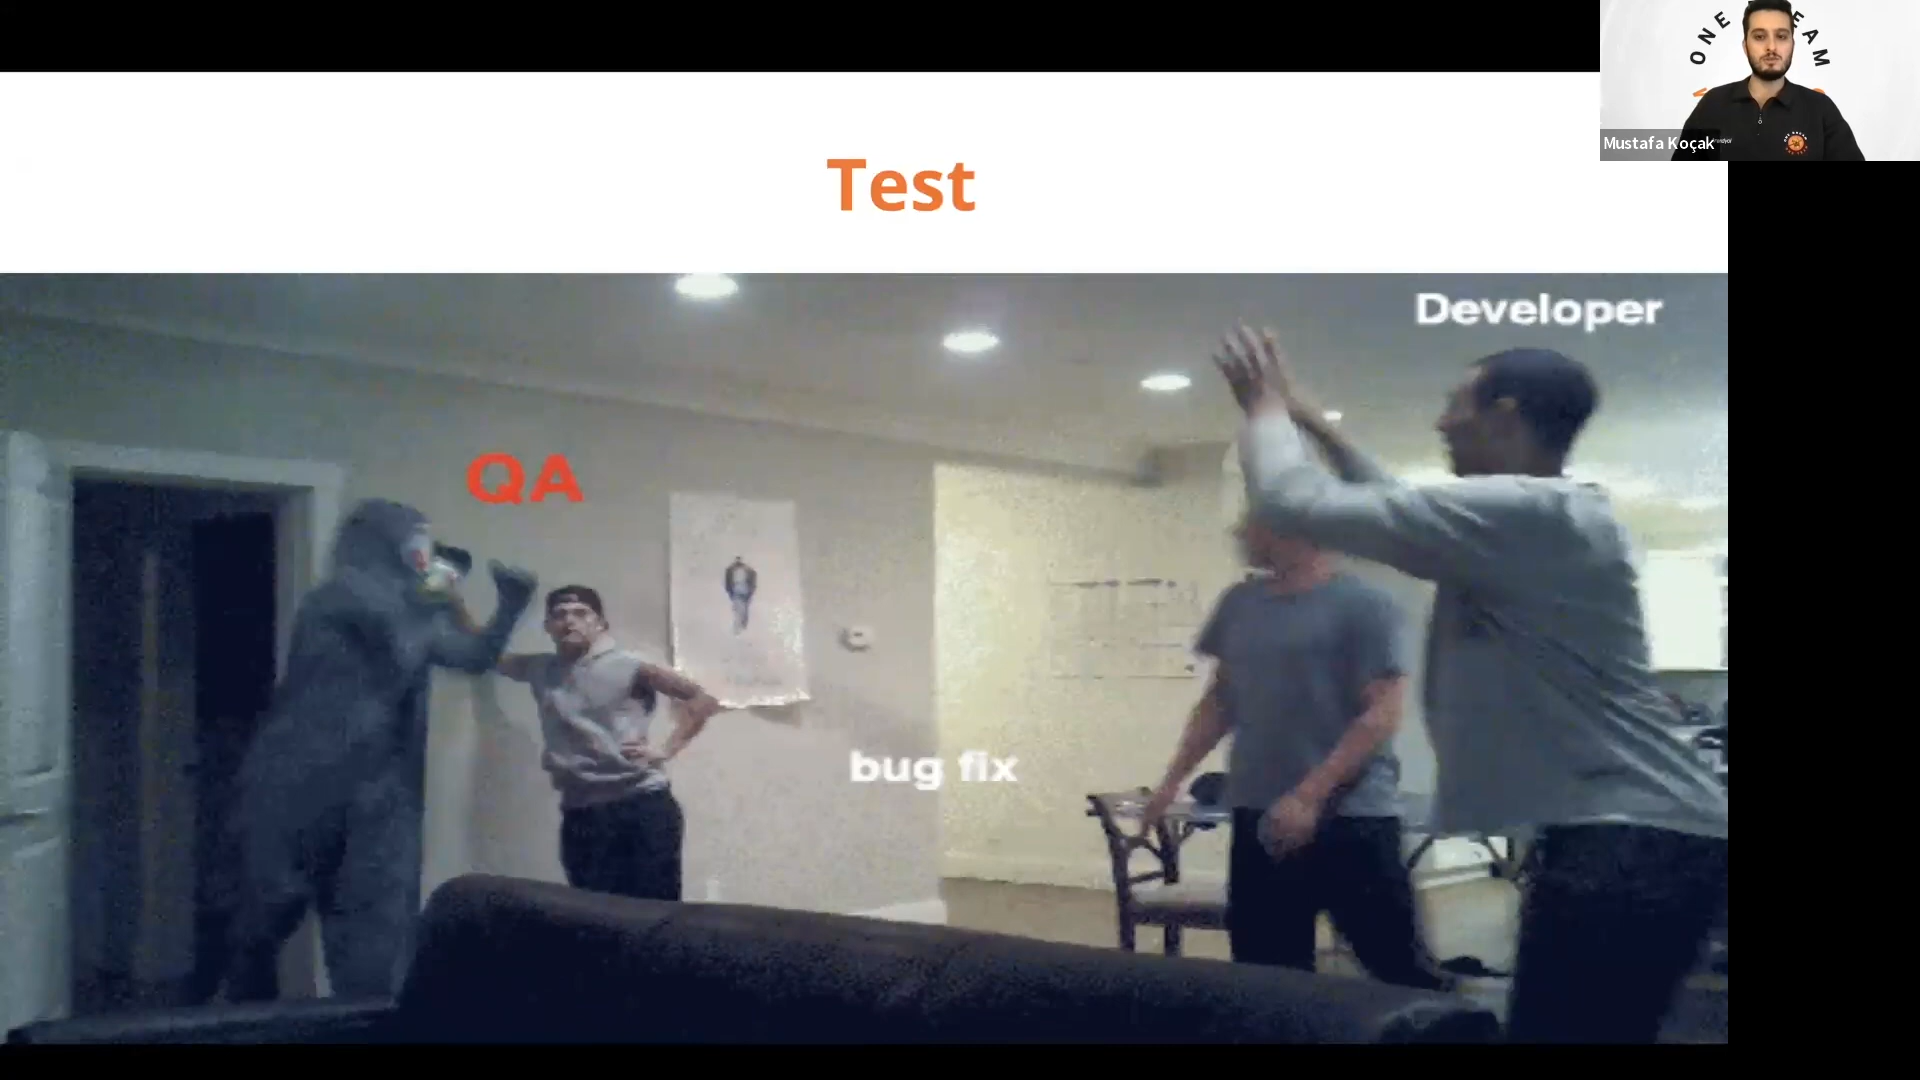 ONE TEAM
Mustafa Koçak
Test
Developer
QA
bug fix